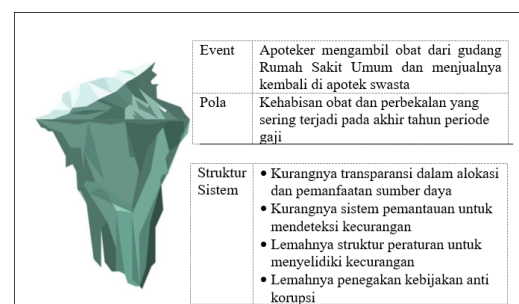 Event Apoteker mengambil obat dari gudang
Rumah Sakit Umum dan menjualnya
kembali di apotek swasta
Pola Kehabisan obat dan perbekalan yang
sering terjadi pada akhir tahun periode
gaji
Struktur
Sistem
• Kurangnya transparansi dalam alokasi
dan pemanfaatan sumber daya
• Kurangnya sistem pemantauan untuk
mendeteksi kecurangan
• Lemahnya struktur peraturan untuk
menyelidiki kecurangan
• Lemahnya penegakan kebijakan anti
korupsi